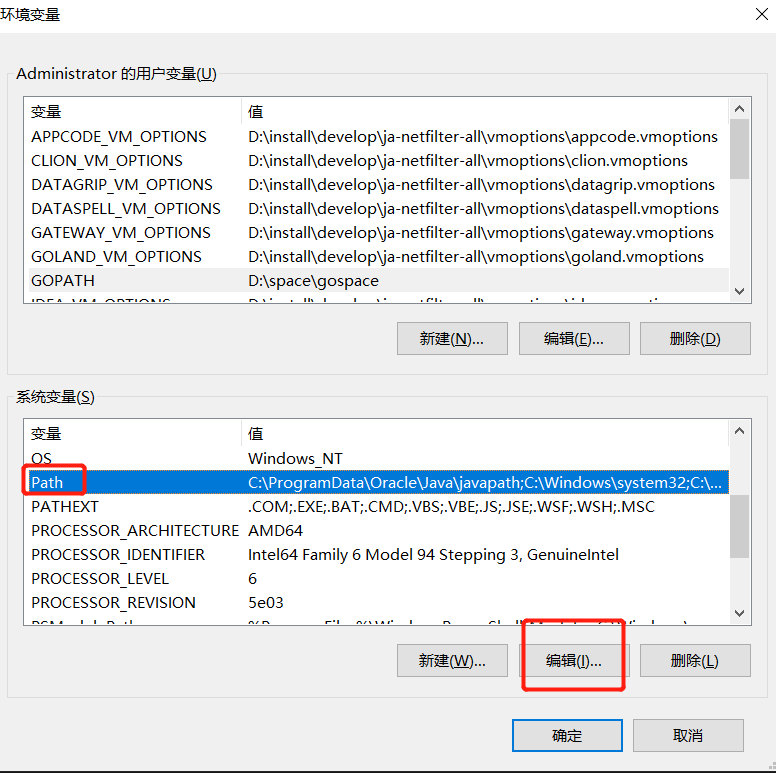 环境变量
Administrator 的用户变量(U)
变量 值
APPCODE_VM_OPTIONS D:\install\develop\ja-netfilter-all\vmoptions\appcode.vmoptions
CLION_VM_OPTIONS D:\install\develop\ja-netfilter-all\vmoptions\clion.vmoptions
DATAGRIP_VM_OPTIONS D:\install\develop\ja-netfilter-all\vmoptions\datagrip.vmoptions
DATASPELL_VM_OPTIONS D:\install\develop\ja-netfilter-all\vmoptions\dataspell.vmoptions
GATEWAY_VM_OPTIONS D:\install\develop\ja-netfilter-all\vmoptions\gateway.vmoptions
GOLAND_VM_OPTIONS D:\install\develop\ja-netfilter-all\vmoptions\goland.vmoptions
GOPATH D:\space\gospace
新建(N)... 编辑(E)... 删除(D)
系统变量(S)
变量 值
OS Windows_NT
Path C:\ProgramData\Oracle\Java\javapath;C:\Windows\system32;C:\...
PATHEXT .COM;.EXE;.BAT;.CMD;.VBS;.VBE;.JS;.JSE;.WSF;.WSH;.MSC
PROCESSOR_ARCHITECTURE AMD64
PROCESSOR_IDENTIFIER Intel64 Family 6 Model 94 Stepping 3, GenuineIntel
PROCESSOR_LEVEL 6
PROCESSOR_REVISION 5e03
新建(W)... 编辑(I)... 删除(L)
确定 取消